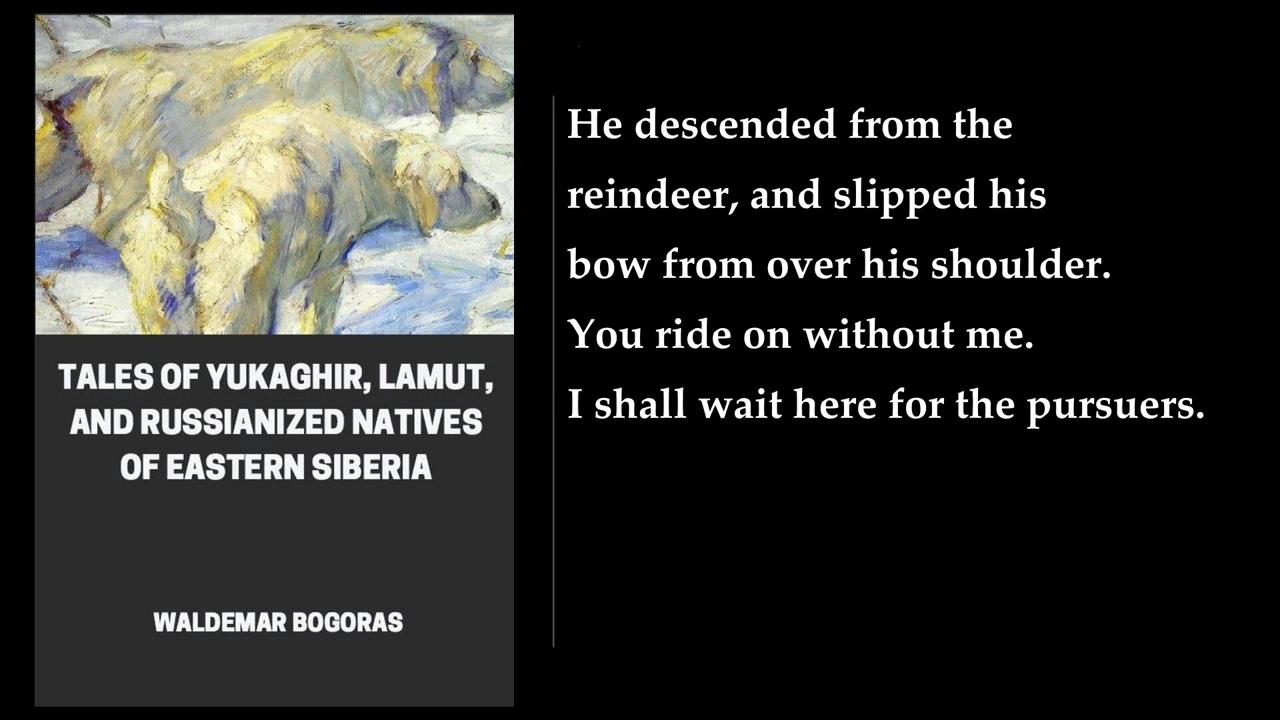 TALES OF YUKAGHIR, LAMUT,
AND RUSSIANIZED NATIVES
OF EASTERN SIBERIA
WALDEMAR BOGORAS
He descended from the
reindeer, and slipped his
bow from over his shoulder.
You ride on without me.
I shall wait here for the pursuers.